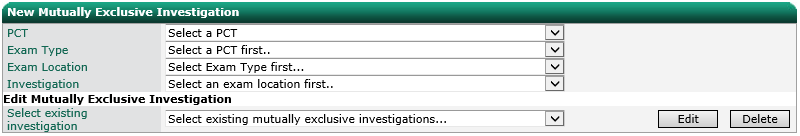 New Mutually Exclusive Investigation
PCT Select a PCT
Exam Type Select a PCT first..
Exam Location Select Exam Type first...
Investigation Select an exam location first..
Edit Mutually Exclusive Investigation
Select existing
investigation Select existing mutually exclusive investigations... Edit Delete